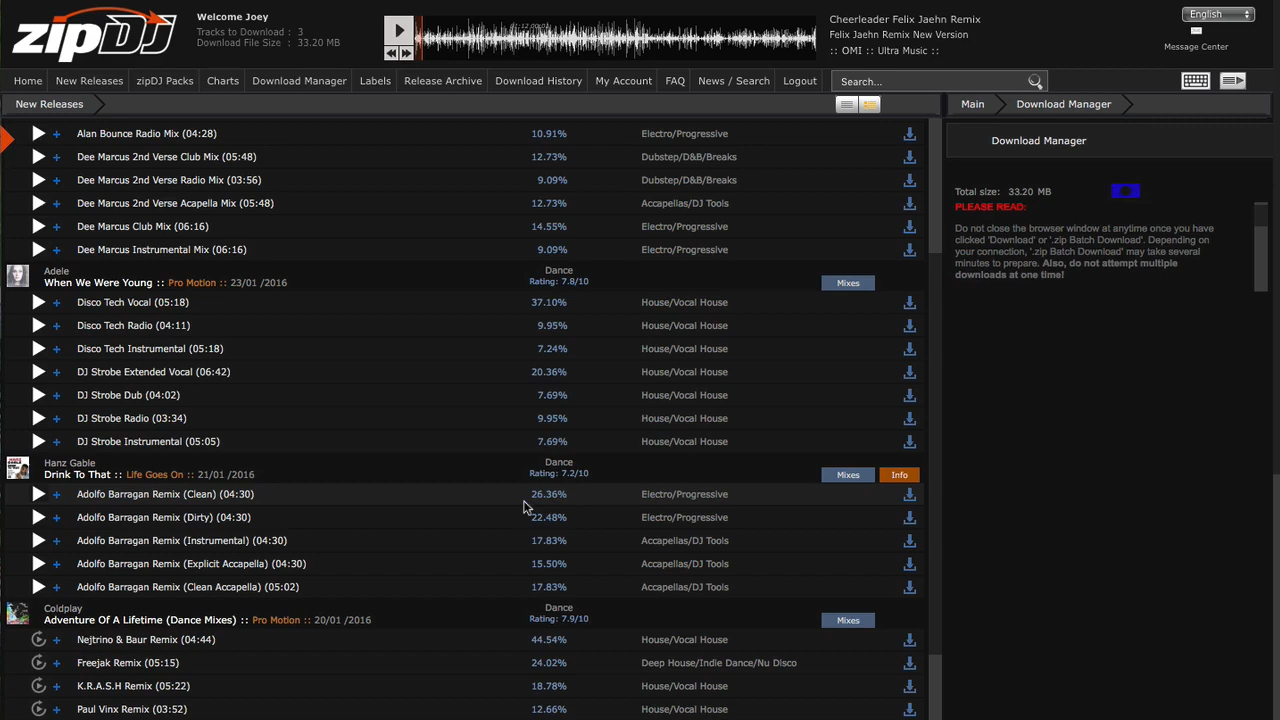 zipDJ
Welcome Joey
Tracks to Download : 3
Download File Size : 33.20 MB
Cheerleader Felix Jaehn Remix
Felix Jaehn Remix New Version
:: OMI :: Ultra Music ::
English
Message Center
Home
New Releases
zipDJ Packs
Charts
Download Manager
Labels
Release Archive
Download History
My Account
FAQ
News / Search
Logout
Search...
New Releases
Main
Download Manager
Alan Bounce Radio Mix (04:28) 10.91% Electro/Progressive
Dee Marcus 2nd Verse Club Mix (05:48) 12.73% Dubstep/D&B/Breaks
Dee Marcus 2nd Verse Radio Mix (03:56) 9.09% Dubstep/D&B/Breaks
Dee Marcus 2nd Verse Acapella Mix (05:48) 12.73% Accapellas/DJ Tools
Dee Marcus Club Mix (06:16) 14.55% Electro/Progressive
Dee Marcus Instrumental Mix (06:16) 9.09% Electro/Progressive
Adele Dance
When We Were Young :: Pro Motion :: 23/01 /2016 Rating: 7.8/10 Mixes
Disco Tech Vocal (05:18) 37.10% House/Vocal House
Disco Tech Radio (04:11) 9.95% House/Vocal House
Disco Tech Instrumental (05:18) 7.24% House/Vocal House
DJ Strobe Extended Vocal (06:42) 20.36% House/Vocal House
DJ Strobe Dub (04:02) 7.69% House/Vocal House
DJ Strobe Radio (03:34) 9.95% House/Vocal House
DJ Strobe Instrumental (05:05) 7.69% House/Vocal House
Hanz Gable Dance
Drink To That :: Life Goes On :: 21/01 /2016 Rating: 7.2/10 Mixes Info
Adolfo Barragan Remix (Clean) (04:30) 26.36% Electro/Progressive
Adolfo Barragan Remix (Dirty) (04:30) 22.48% Electro/Progressive
Adolfo Barragan Remix (Instrumental) (04:30) 17.83% Accapellas/DJ Tools
Adolfo Barragan Remix (Explicit Accapella) (04:30) 15.50% Accapellas/DJ Tools
Adolfo Barragan Remix (Clean Accapella) (05:02) 17.83% Accapellas/DJ Tools
Coldplay Dance
Adventure Of A Lifetime (Dance Mixes) :: Pro Motion :: 20/01 /2016 Rating: 7.9/10 Mixes
Nejtrino & Baur Remix (04:44) 44.54% House/Vocal House
Freejak Remix (05:15) 24.02% Deep House/Indie Dance/Nu Disco
K.R.A.S.H Remix (05:22) 18.78% House/Vocal House
Paul Vinx Remix (03:52) 12.66% House/Vocal House
Download Manager
Total size: 33.20 MB
PLEASE READ:
Do not close the browser window at anytime once you have
clicked 'Download' or '.zip Batch Download'. Depending on
your connection, '.zip Batch Download' may take several
minutes to prepare. Also, do not attempt multiple
downloads at one time!